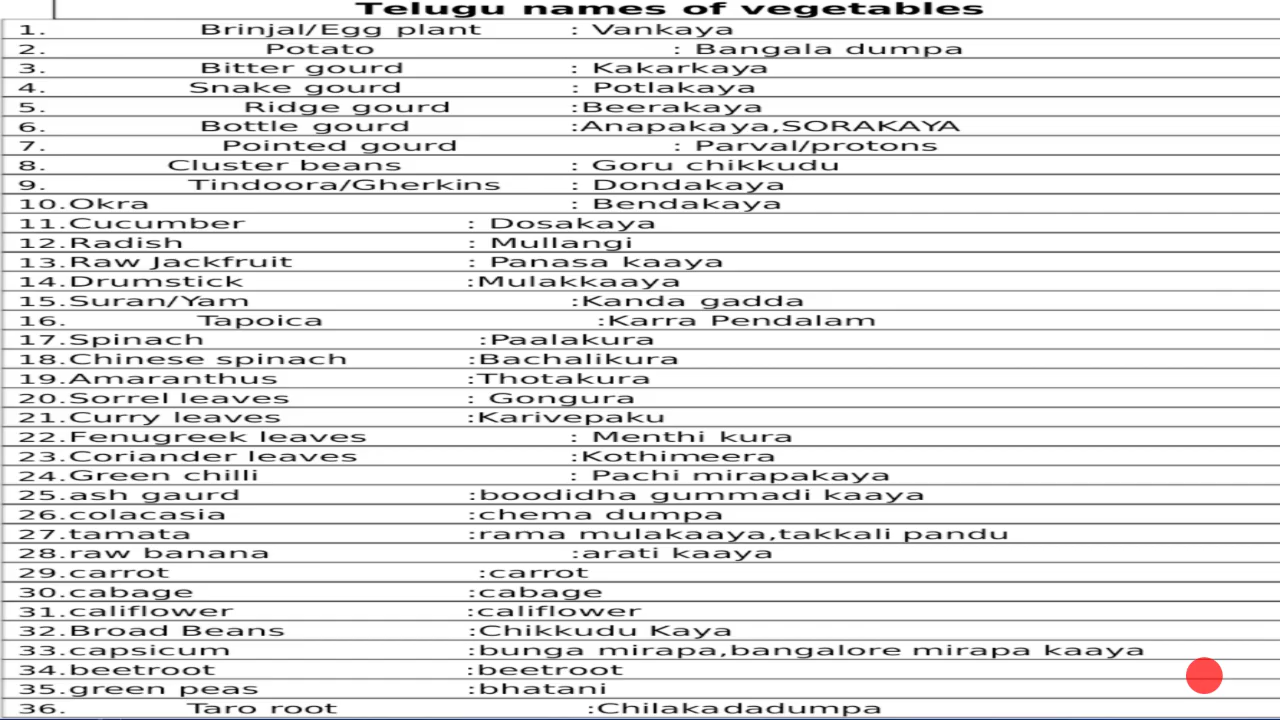 Telugu names of vegetables
1. Brinjal/Egg plant : Vankaya
2. Potato : Bangala dumpa
3. Bitter gourd : Kakarkaya
4. Snake gourd : Potlakaya
5. Ridge gourd :Beerakaya
6. Bottle gourd :Anapakaya,SORAKAYA
7. Pointed gourd : Parval/protons
8. Cluster beans : Goru chikkudu
9. Tindoora/Gherkins : Dondakaya
10.Okra : Bendakaya
11.Cucumber : Dosakaya
12.Radish : Mullangi
13.Raw Jackfruit : Panasa kaaya
14.Drumstick :Mulakkaaya
15.Suran/Yam :Kanda gadda
16. Tapoica :Karra Pendalam
17.Spinach :Paalakura
18.Chinese spinach :Bachalikura
19.Amaranthus :Thotakura
20.Sorrel leaves : Gongura
21.Curry leaves :Karivepaku
22.Fenugreek leaves : Menthi kura
23.Coriander leaves :Kothimeera
24.Green chilli : Pachi mirapakaya
25.ash gaurd :boodidha gummadi kaaya
26.colacasia :chema dumpa
27.tamata :rama mulakaaya,takkali pandu
28.raw banana :arati kaaya
29.carrot :carrot
30.cabage :cabage
31.califlower :califlower
32.Broad Beans :Chikkudu Kaya
33.capsicum :bunga mirapa,bangalore mirapa kaaya
34.beetroot :beetroot
35.green peas :bhatani
36. Taro root :Chilakadadumpa